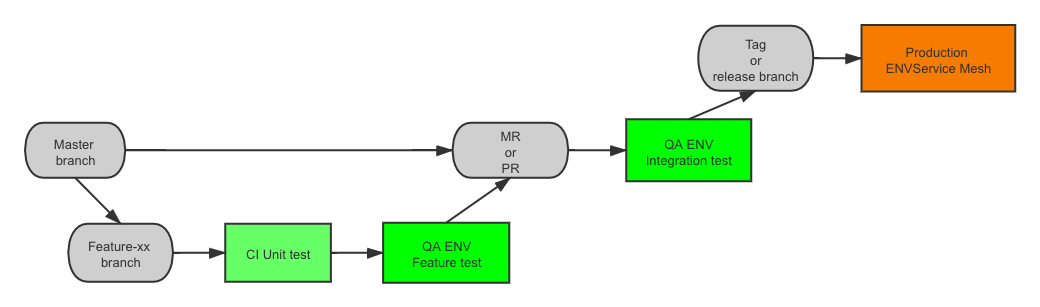 Tag
or
release branch
Production
ENVService Mesh
Master
branch
MR
or
PR
QA ENV
Integration test
Feature-xx
branch
CI Unit test
QA ENV
Feature test